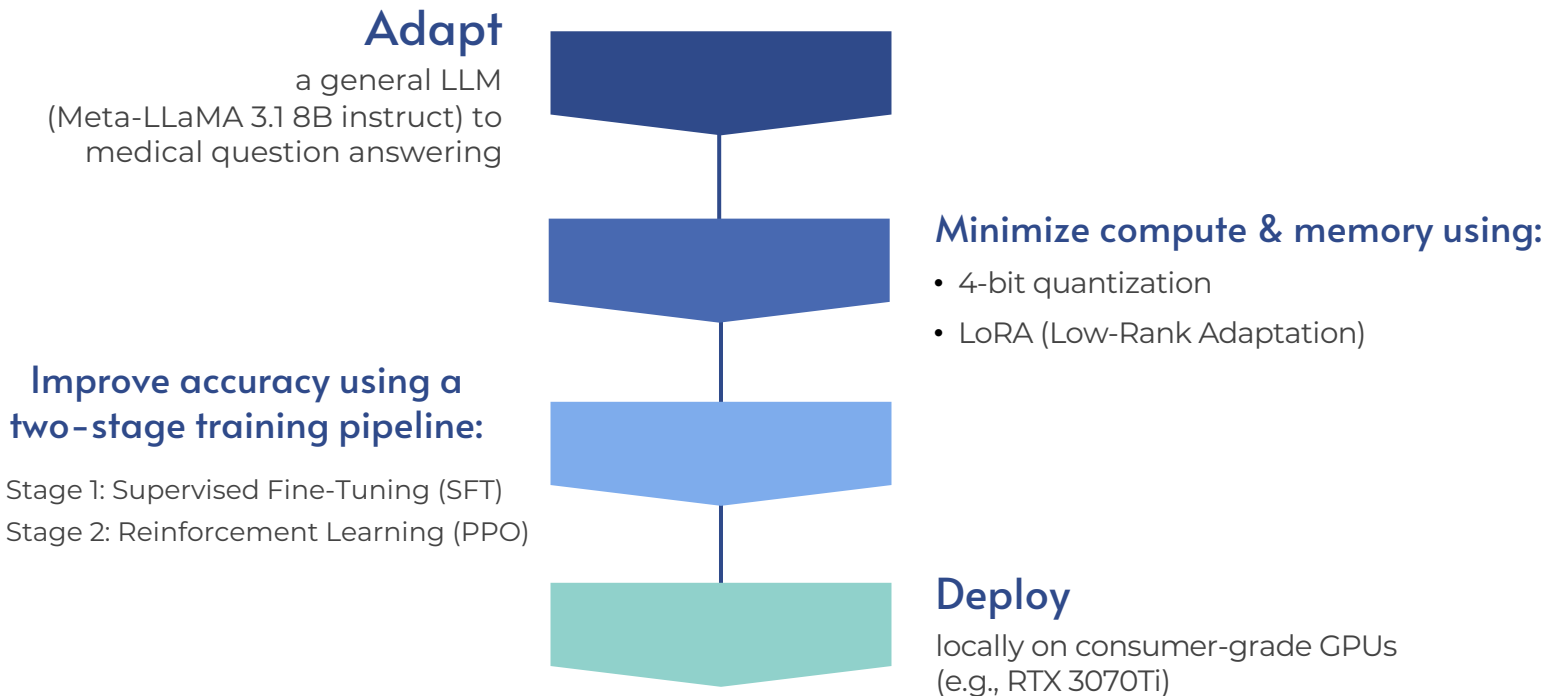 Adapt
a general LLM
(Meta-LLaMA 3.1 8B instruct) to
medical question answering
Minimize compute & memory using:
• 4-bit quantization
• LoRA (Low-Rank Adaptation)
Improve accuracy using a
two-stage training pipeline:
Stage 1: Supervised Fine-Tuning (SFT)
Stage 2: Reinforcement Learning (PPO)
Deploy
locally on consumer-grade GPUs
(e.g., RTX 3070Ti)